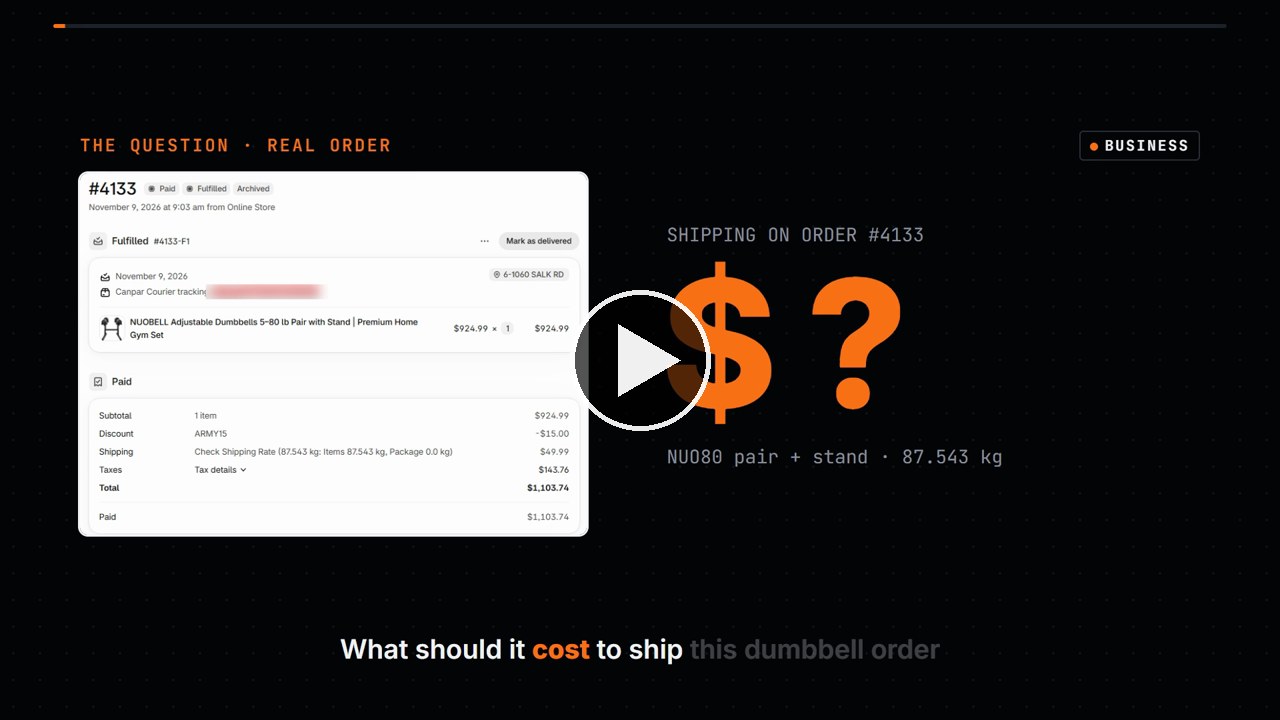 THE QUESTION · REAL ORDER
BUSINESS
#4133 Paid Fulfilled Archived
November 9, 2026 at 9:03 am from Online Store
Fulfilled #4133-F1 ... Mark as delivered
November 9, 2026 6-1060 SALK RD
Canpar Courier tracking
NUOBELL Adjustable Dumbbells 5-80 lb Pair with Stand | Premium Home
Gym Set
$924.99 × 1 $924.99
Paid
Subtotal 1 item $924.99
Discount ARMY15 -$15.00
Shipping Check Shipping Rate (87.543 kg: Items 87.543 kg, Package 0.0 kg) $49.99
Taxes Tax details $143.76
Total $1,103.74
Paid $1,103.74
SHIPPING ON ORDER #4133
$?
NUO80 pair + stand · 87.543 kg
What should it cost to ship this dumbbell order